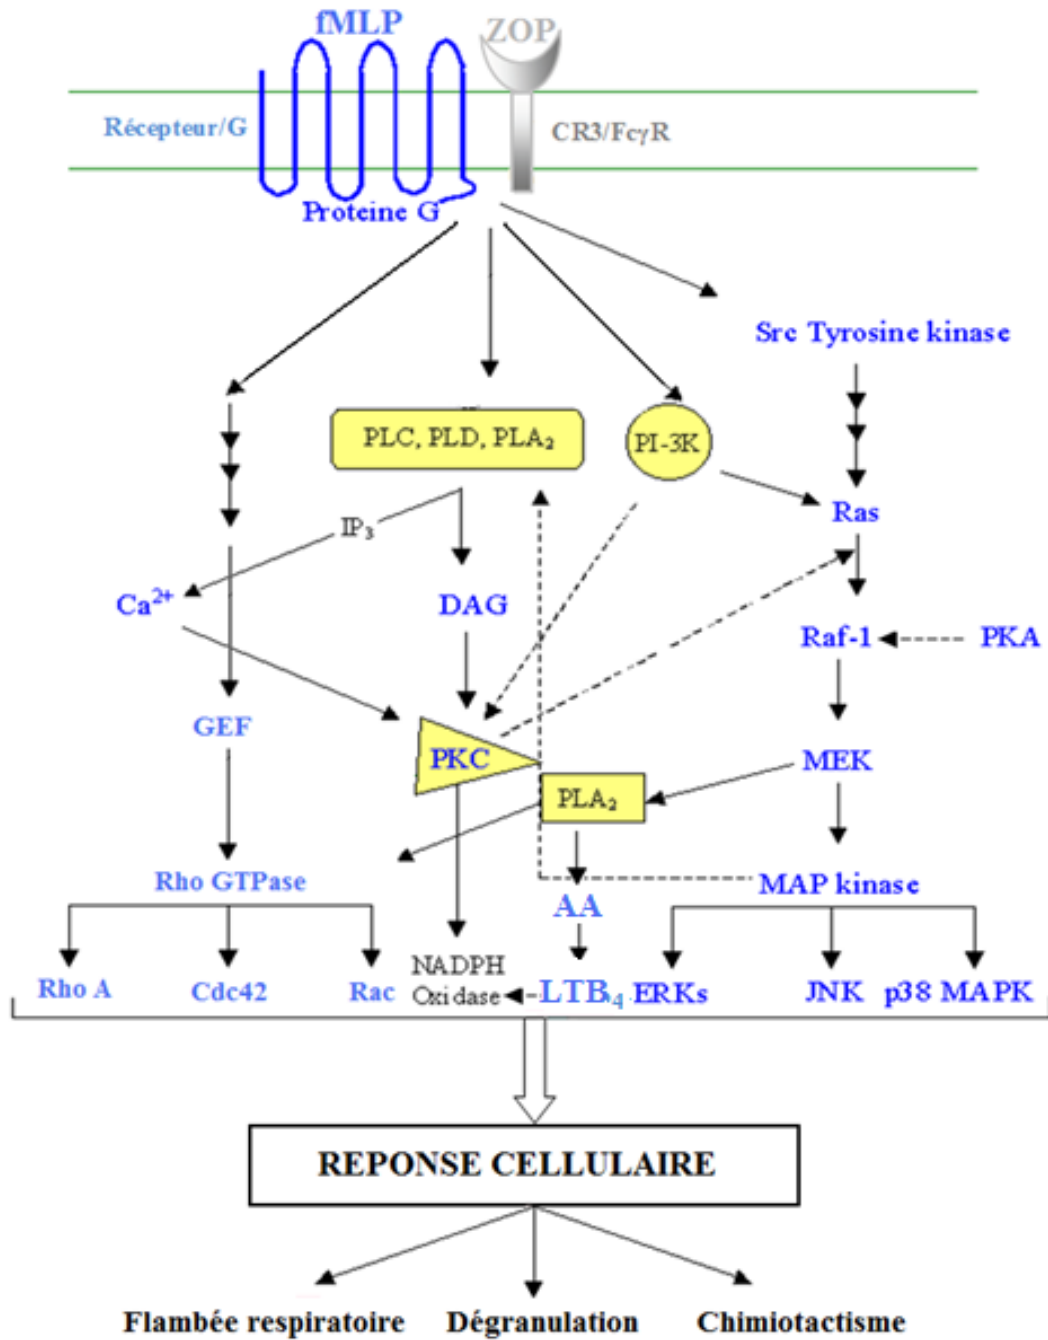 fMLP
ZOP
Récepteur/G
CR3/FcγR
Proteine G
Src Tyrosine kinase
PLC, PLD, PLA₂
PI-3K
Ras
IP₃
Ca²⁺
DAG
Raf-1
PKA
GEF
PKC
MEK
PLA₂
Rho GTPase
MAP kinase
AA
NADPH
Rho A
Cdc42
Rac
Oxidase
LTB₄
ERKs
JNK
p38 MAPK
REPONSE CELLULAIRE
Flambée respiratoire
Dégranulation
Chimiotactisme